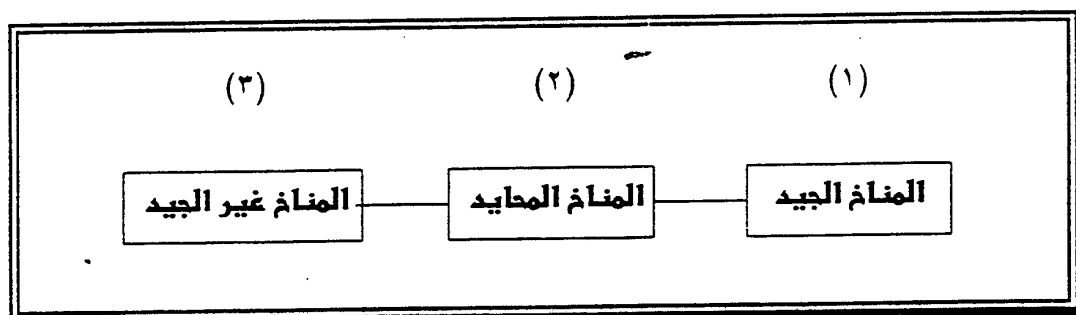 (١) (٢) (٣)
المناخ الجيد المناخ المحايد المناخ غير الجيد